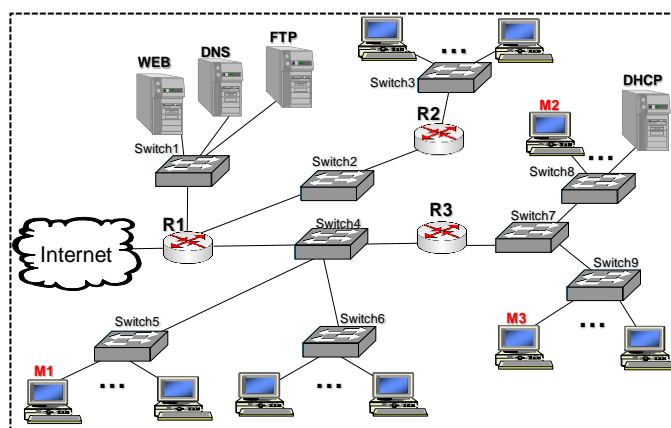 FTP
DNS
WEB
Switch1
Switch3
DHCP
R2
M2
Switch2
Switch8
R1
Switch4
R3
Switch7
Internet
Switch9
Switch5
Switch6
M3
M1
...
...
...
...
...